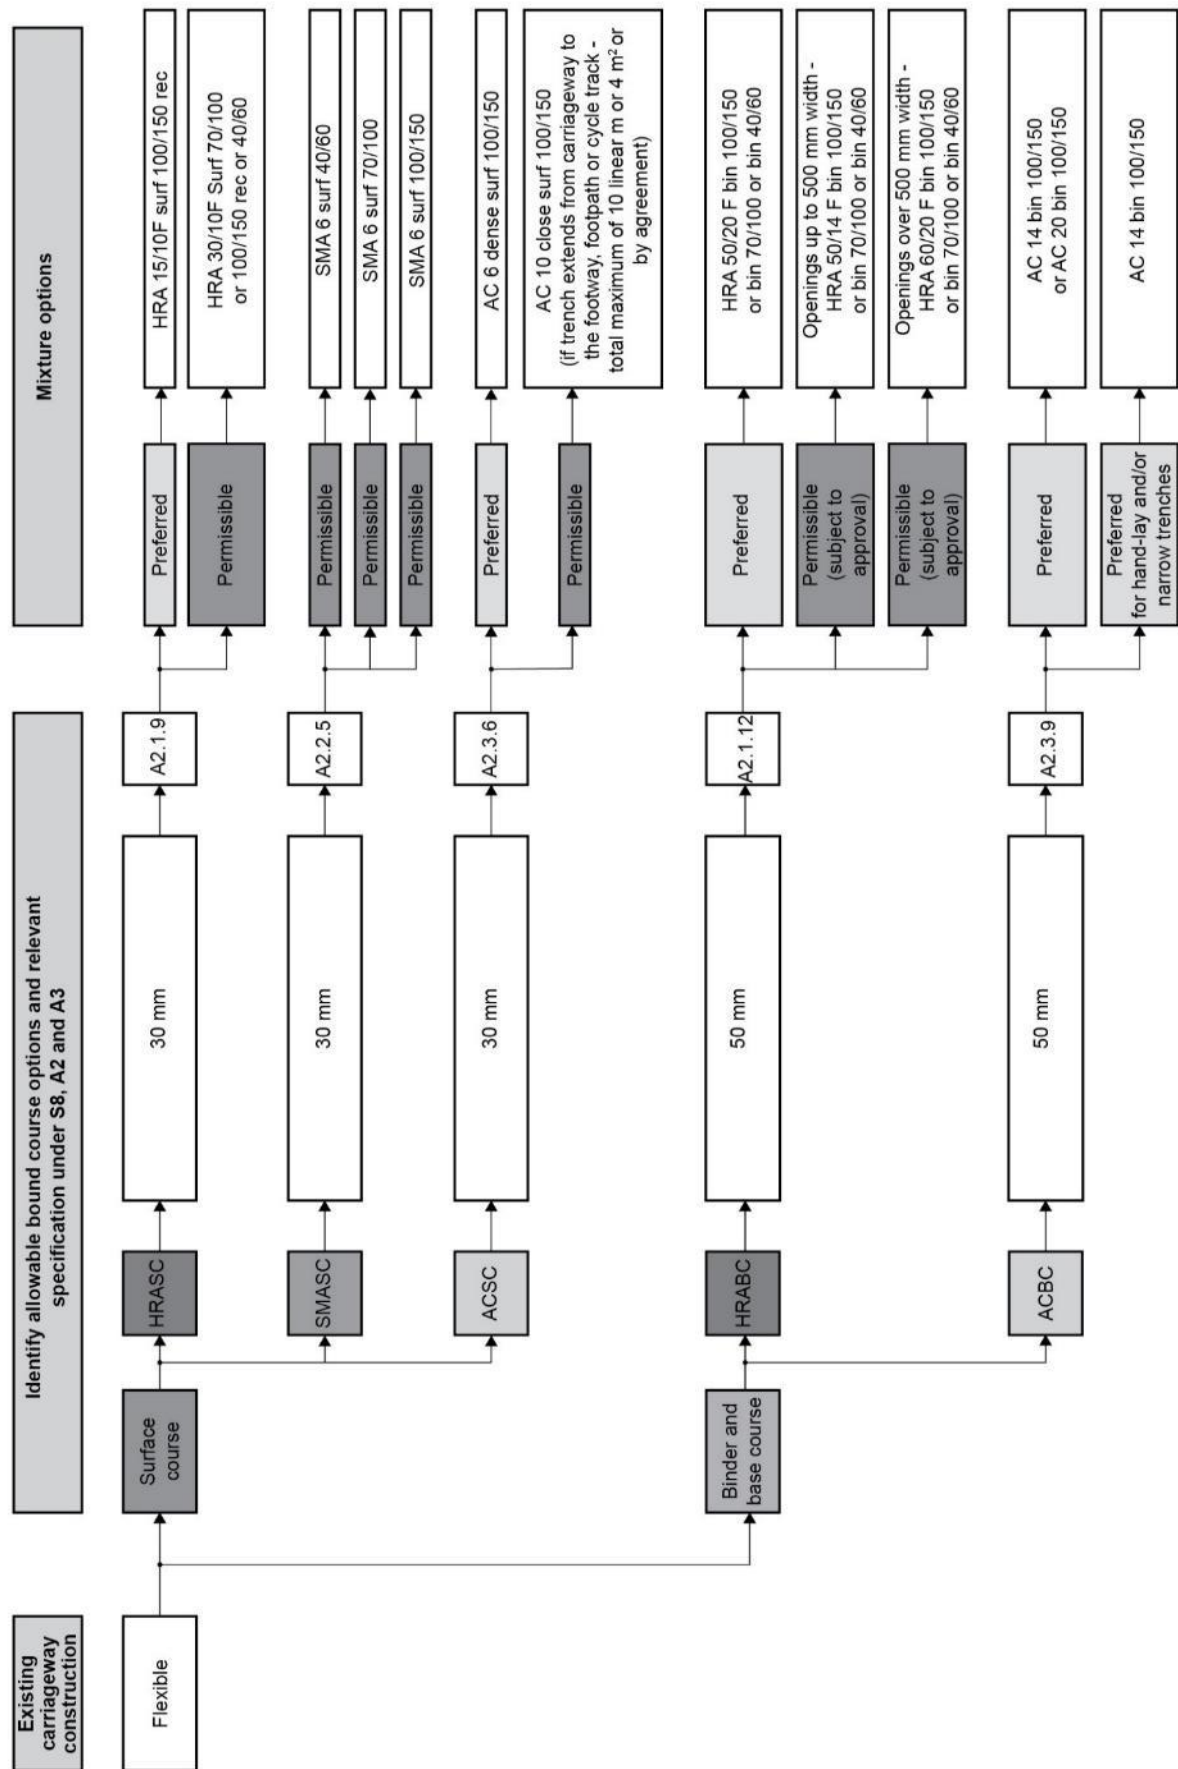 Existing
carriageway
construction
Identify allowable bound course options and relevant
specification under S8, A2 and A3
Mixture options
Flexible
Surface
course
HRASC
30 mm
A2.1.9
Preferred
HRA 15/10F surf 100/150 rec
Permissible
HRA 30/10F Surf 70/100
or 100/150 rec or 40/60
SMASC
30 mm
A2.2.5
Permissible
SMA 6 surf 40/60
Permissible
SMA 6 surf 70/100
Permissible
SMA 6 surf 100/150
ACSC
30 mm
A2.3.6
Preferred
AC 6 dense surf 100/150
Permissible
AC 10 close surf 100/150
(if trench extends from carriageway to
the footway, footpath or cycle track -
total maximum of 10 linear m or 4 m² or
by agreement)
Binder and
base course
HRABC
50 mm
A2.1.12
Preferred
HRA 50/20 F bin 100/150
or bin 70/100 or bin 40/60
Permissible
(subject to
approval)
Openings up to 500 mm width -
HRA 50/14 F bin 100/150
or bin 70/100 or bin 40/60
Permissible
(subject to
approval)
Openings over 500 mm width -
HRA 60/20 F bin 100/150
or bin 70/100 or bin 40/60
ACBC
50 mm
A2.3.9
Preferred
AC 14 bin 100/150
or AC 20 bin 100/150
Preferred
for hand-lay and/or
narrow trenches
AC 14 bin 100/150